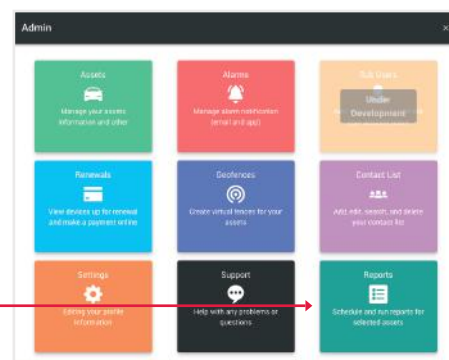 Admin
×
Assets
Manage your assets
information and other
Alarms
Manage alarm notification
(email and app)
Sub Users
Under
Development
Renewals
View devices up for renewal
and make a payment online
Geofences
Create virtual fences for your
assets
Contact List
Add, edit, search, and delete
your contact list
Settings
Editing your profile
information
Support
Help with any problems or
questions
Reports
Schedule and run reports for
selected assets